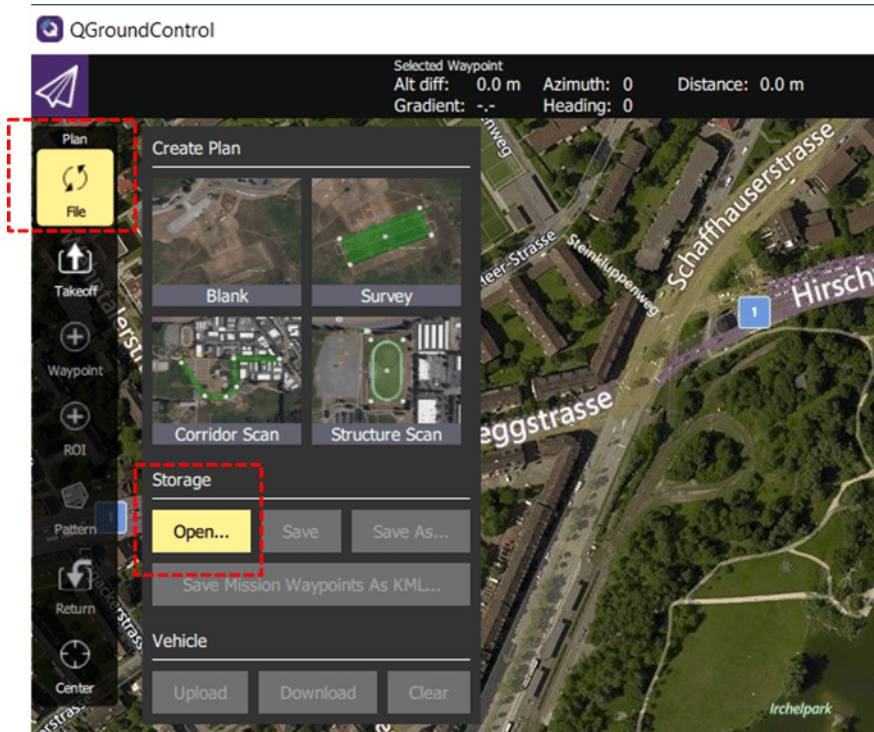 QGroundControl
Selected Waypoint
Alt diff: 0.0 m Azimuth: 0 Distance: 0.0 m
Gradient: -.- Heading: 0
Plan
File
Takeoff
Waypoint
ROI
Pattern
Return
Center
Create Plan
Blank
Survey
Corridor Scan
Structure Scan
Storage
Open...
Save
Save As...
Save Mission Waypoints As KML...
Vehicle
Upload
Download
Clear
Steinkluppenweg
Schaffhauserstrasse
Hirsch
1
eggstrasse
Irchelpark